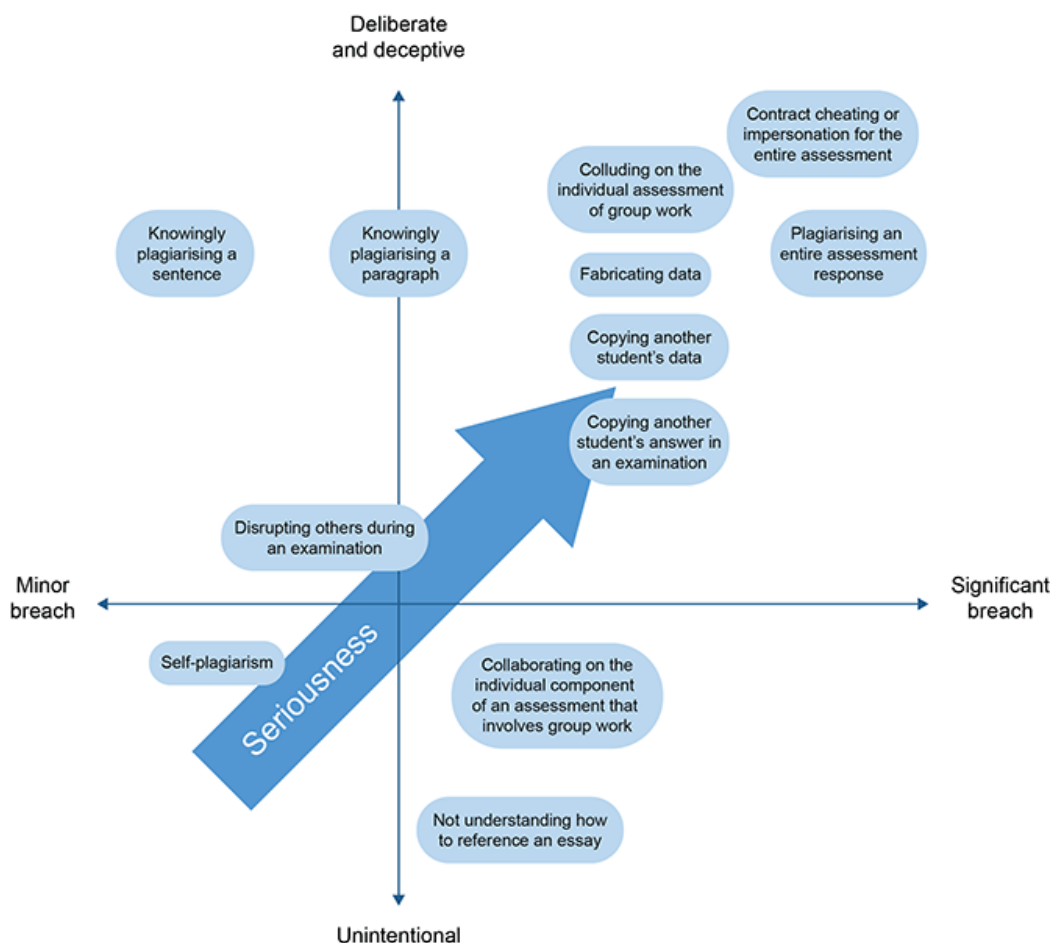 Deliberate
and deceptive
Contract cheating or
impersonation for the
entire assessment
Colluding on the
individual assessment
of group work
Knowingly
plagiarising a
sentence
Knowingly
plagiarising a
paragraph
Plagiarising an
entire assessment
response
Fabricating data
Copying another
student's data
Copying another
student's answer in
an examination
Disrupting others during
an examination
Minor
breach
Significant
breach
Self-plagiarism
Seriousness
Collaborating on the
individual component
of an assessment that
involves group work
Not understanding how
to reference an essay
Unintentional